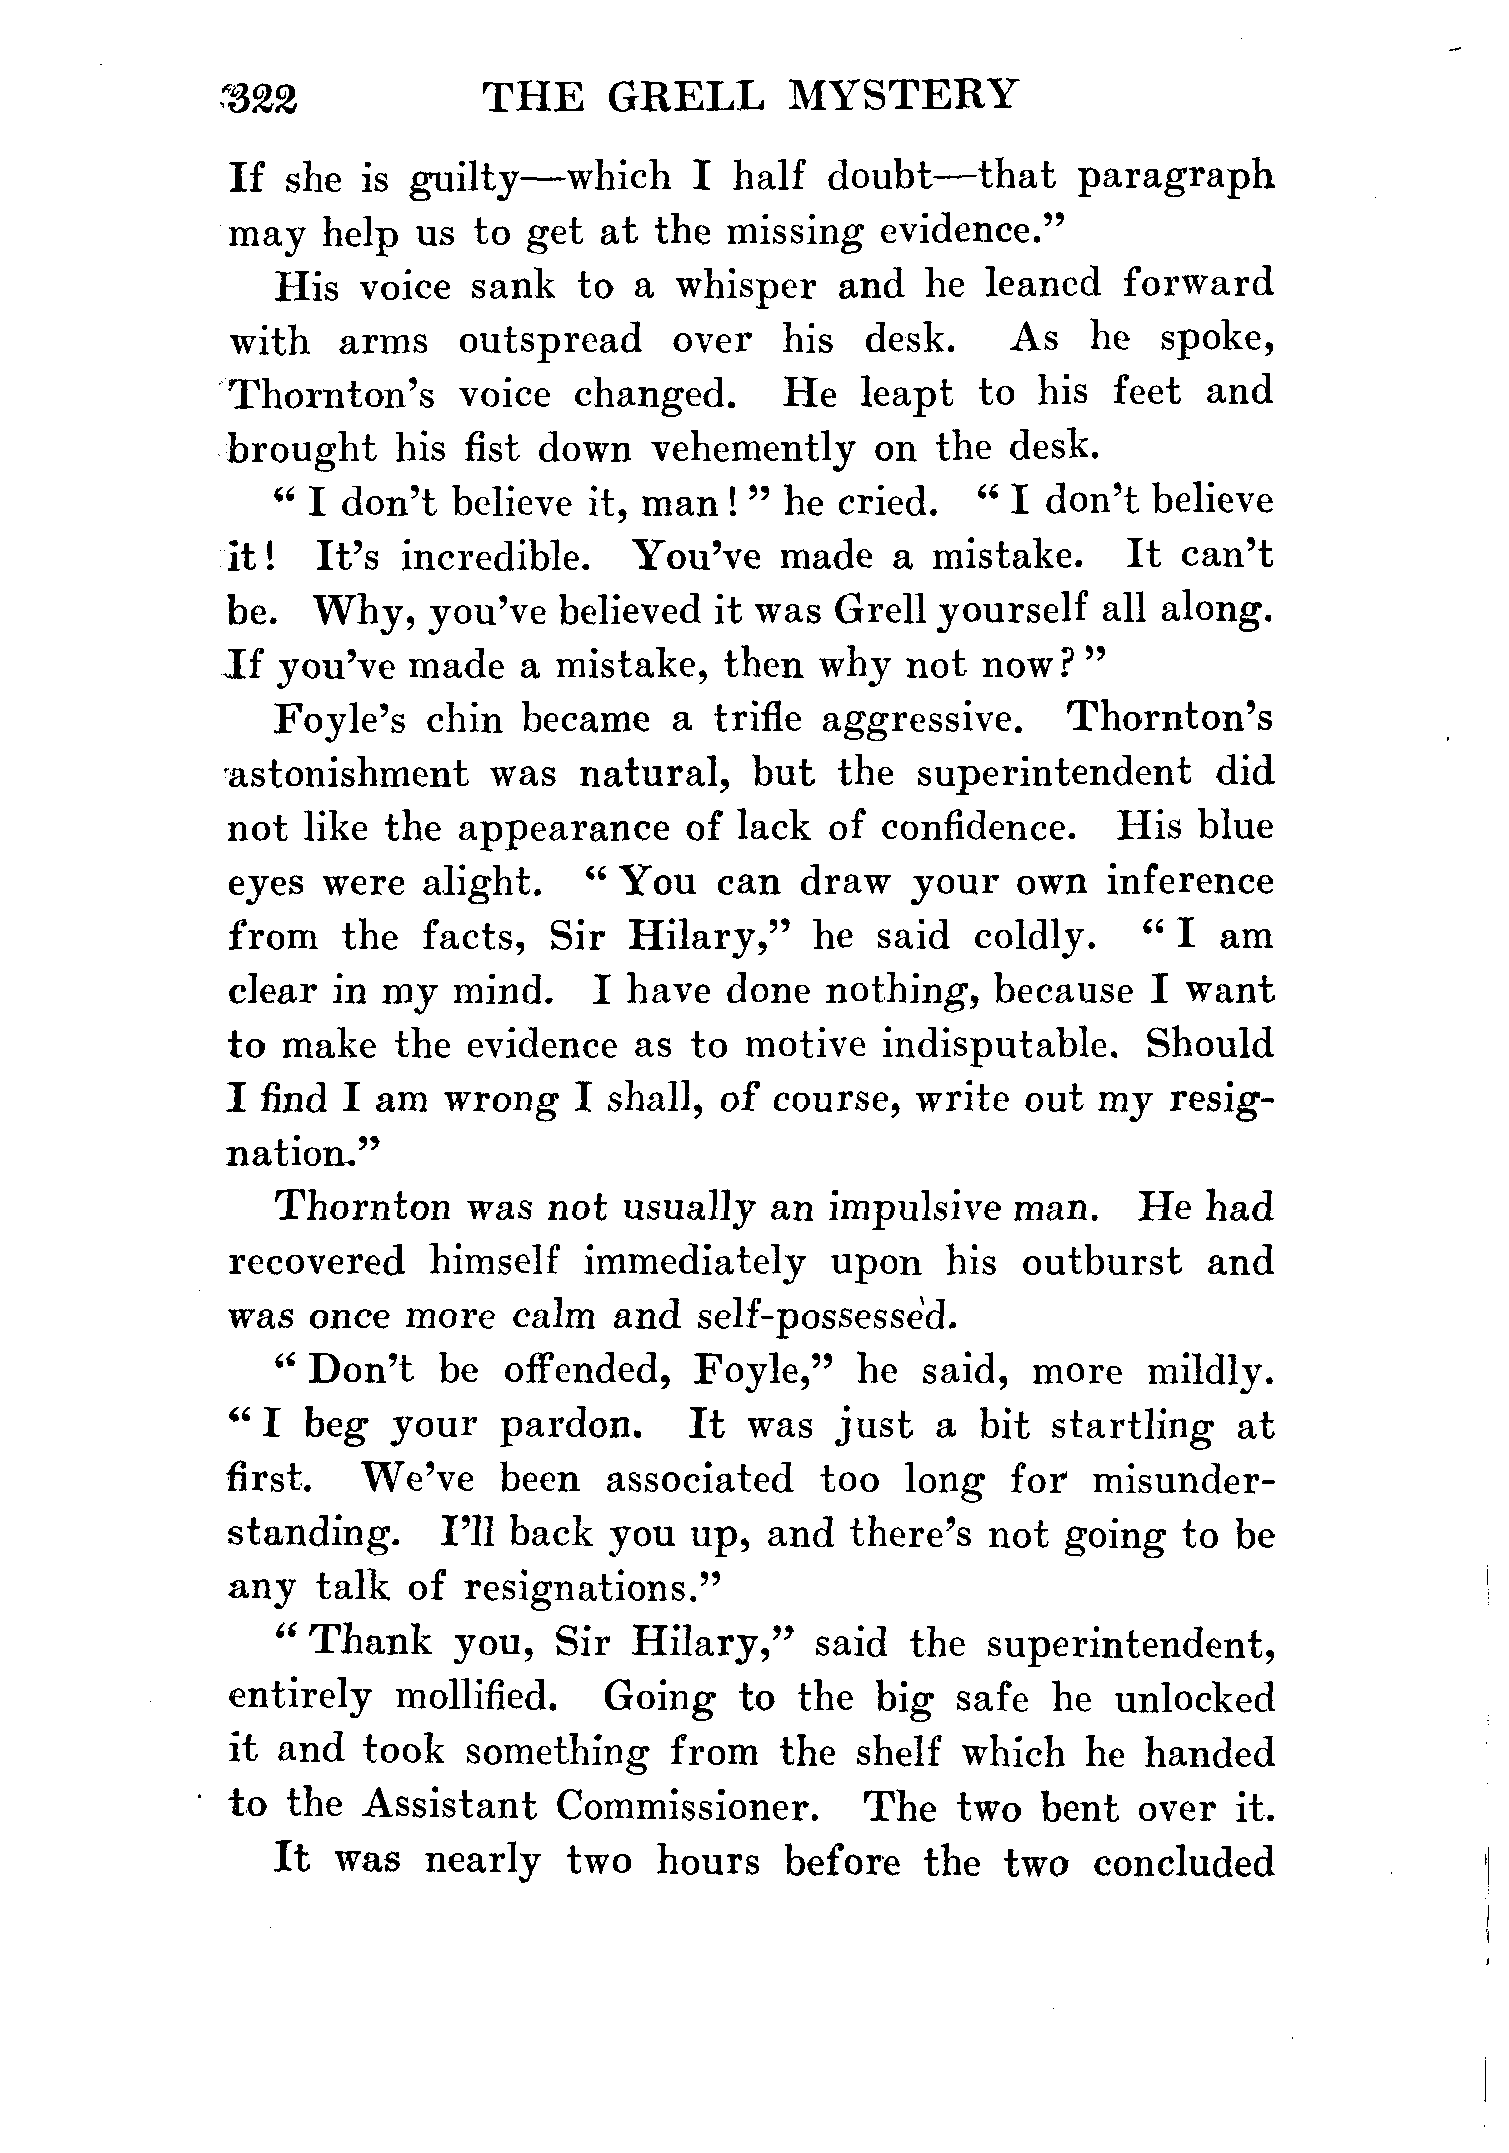 322 THE GRELL MYSTERY
If she is guilty—which I half doubt—that paragraph
may help us to get at the missing evidence.”
His voice sank to a whisper and he leaned forward
with arms outspread over his desk. As he spoke,
Thornton’s voice changed. He leapt to his feet and
brought his fist down vehemently on the desk.
“ I don’t believe it, man ! ” he cried. “ I don’t believe
it ! It’s incredible. You’ve made a mistake. It can’t
be. Why, you’ve believed it was Grell yourself all along.
If you’ve made a mistake, then why not now ? ”
Foyle’s chin became a trifle aggressive. Thornton’s
astonishment was natural, but the superintendent did
not like the appearance of lack of confidence. His blue
eyes were alight. “ You can draw your own inference
from the facts, Sir Hilary,” he said coldly. “ I am
clear in my mind. I have done nothing, because I want
to make the evidence as to motive indisputable. Should
I find I am wrong I shall, of course, write out my resig-
nation.”
Thornton was not usually an impulsive man. He had
recovered himself immediately upon his outburst and
was once more calm and self-possessed.
“ Don’t be offended, Foyle,” he said, more mildly.
“ I beg your pardon. It was just a bit startling at
first. We’ve been associated too long for misunder-
standing. I’ll back you up, and there’s not going to be
any talk of resignations.”
“ Thank you, Sir Hilary,” said the superintendent,
entirely mollified. Going to the big safe he unlocked
it and took something from the shelf which he handed
to the Assistant Commissioner. The two bent over it.
It was nearly two hours before the two concluded